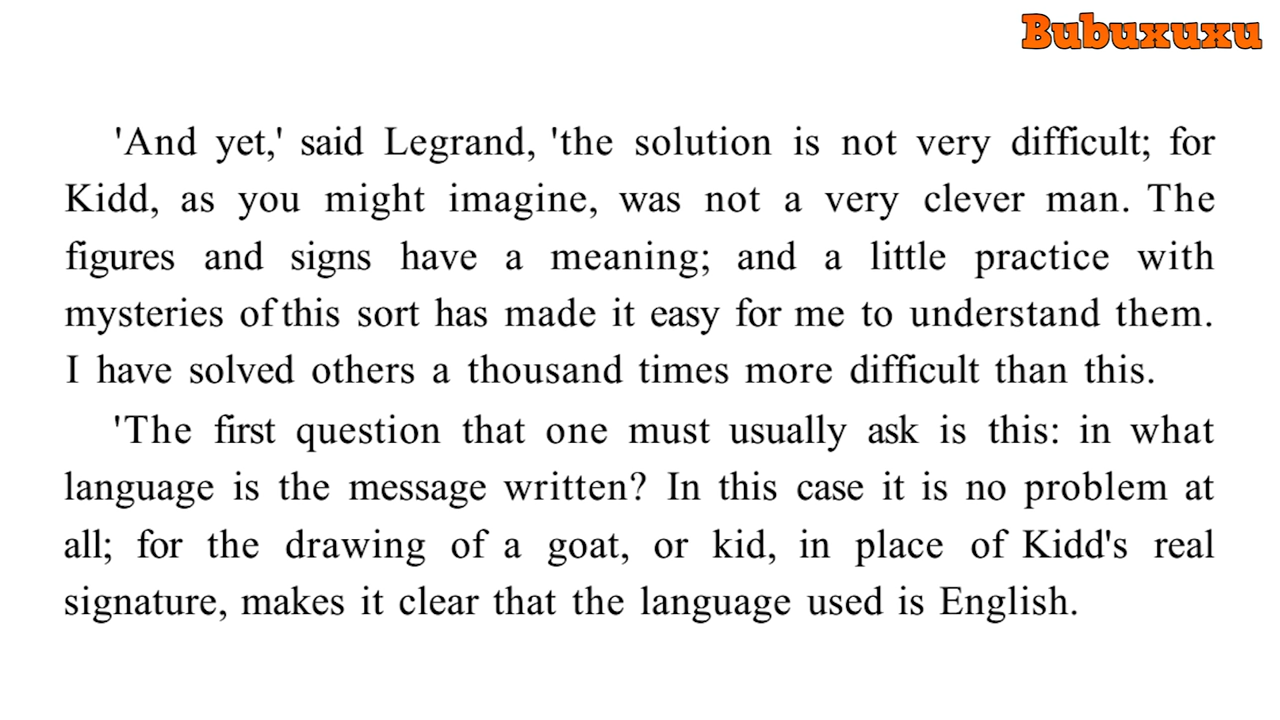 Bubuxuxu
'And yet,' said Legrand, 'the solution is not very difficult; for
Kidd, as you might imagine, was not a very clever man. The
figures and signs have a meaning; and a little practice with
mysteries of this sort has made it easy for me to understand them.
I have solved others a thousand times more difficult than this.
'The first question that one must usually ask is this: in what
language is the message written? In this case it is no problem at
all; for the drawing of a goat, or kid, in place of Kidd's real
signature, makes it clear that the language used is English.